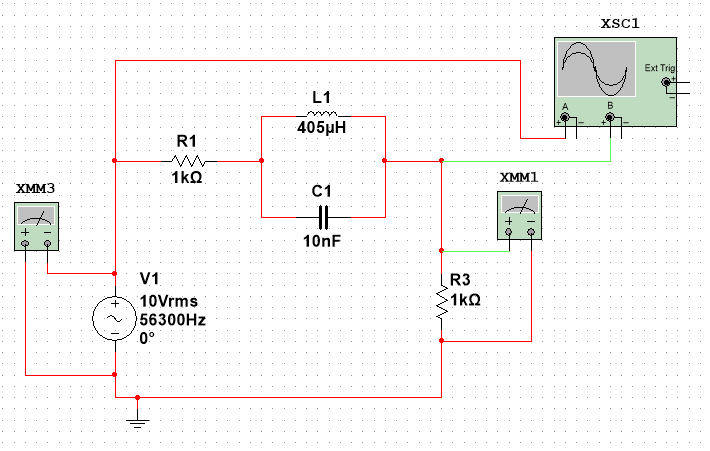 XSC1
Ext Trig
+
−
A
B
+ − + −
L1
405µH
R1
1kΩ
C1
10nF
XMM3
+ −
XMM1
+ −
V1
10Vrms
56300Hz
0°
+
−
R3
1kΩ